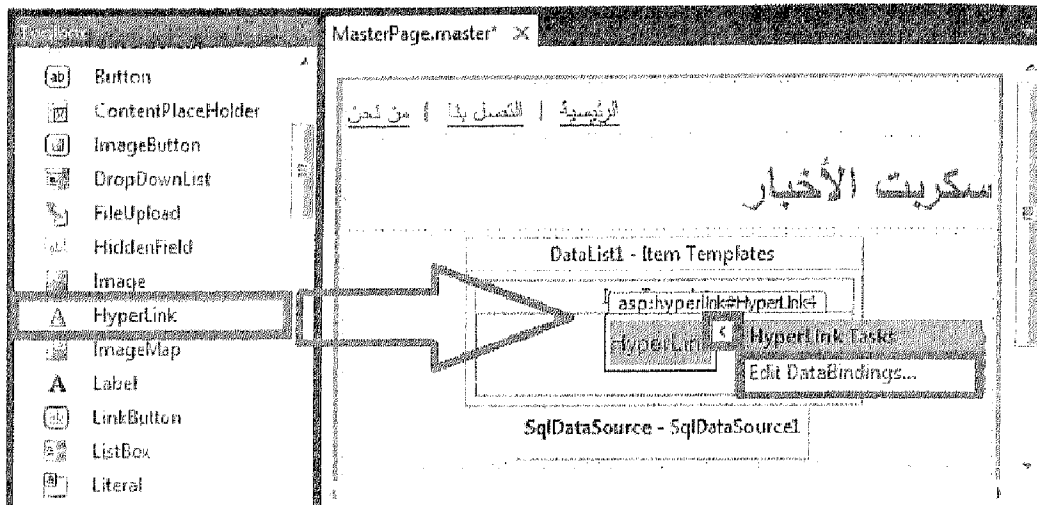 Toolbox
Button
ContentPlaceHolder
ImageButton
DropDownList
FileUpload
HiddenField
Image
HyperLink
ImageMap
Label
LinkButton
ListBox
Literal
MasterPage.master*
الرئيسية | اتصل بنا | من نحن
سكربت الأخبار
DataList1 - Item Templates
asp:hyperlink#HyperLink1
HyperLink
HyperLink Tasks
Edit DataBindings...
SqlDataSource - SqlDataSource1